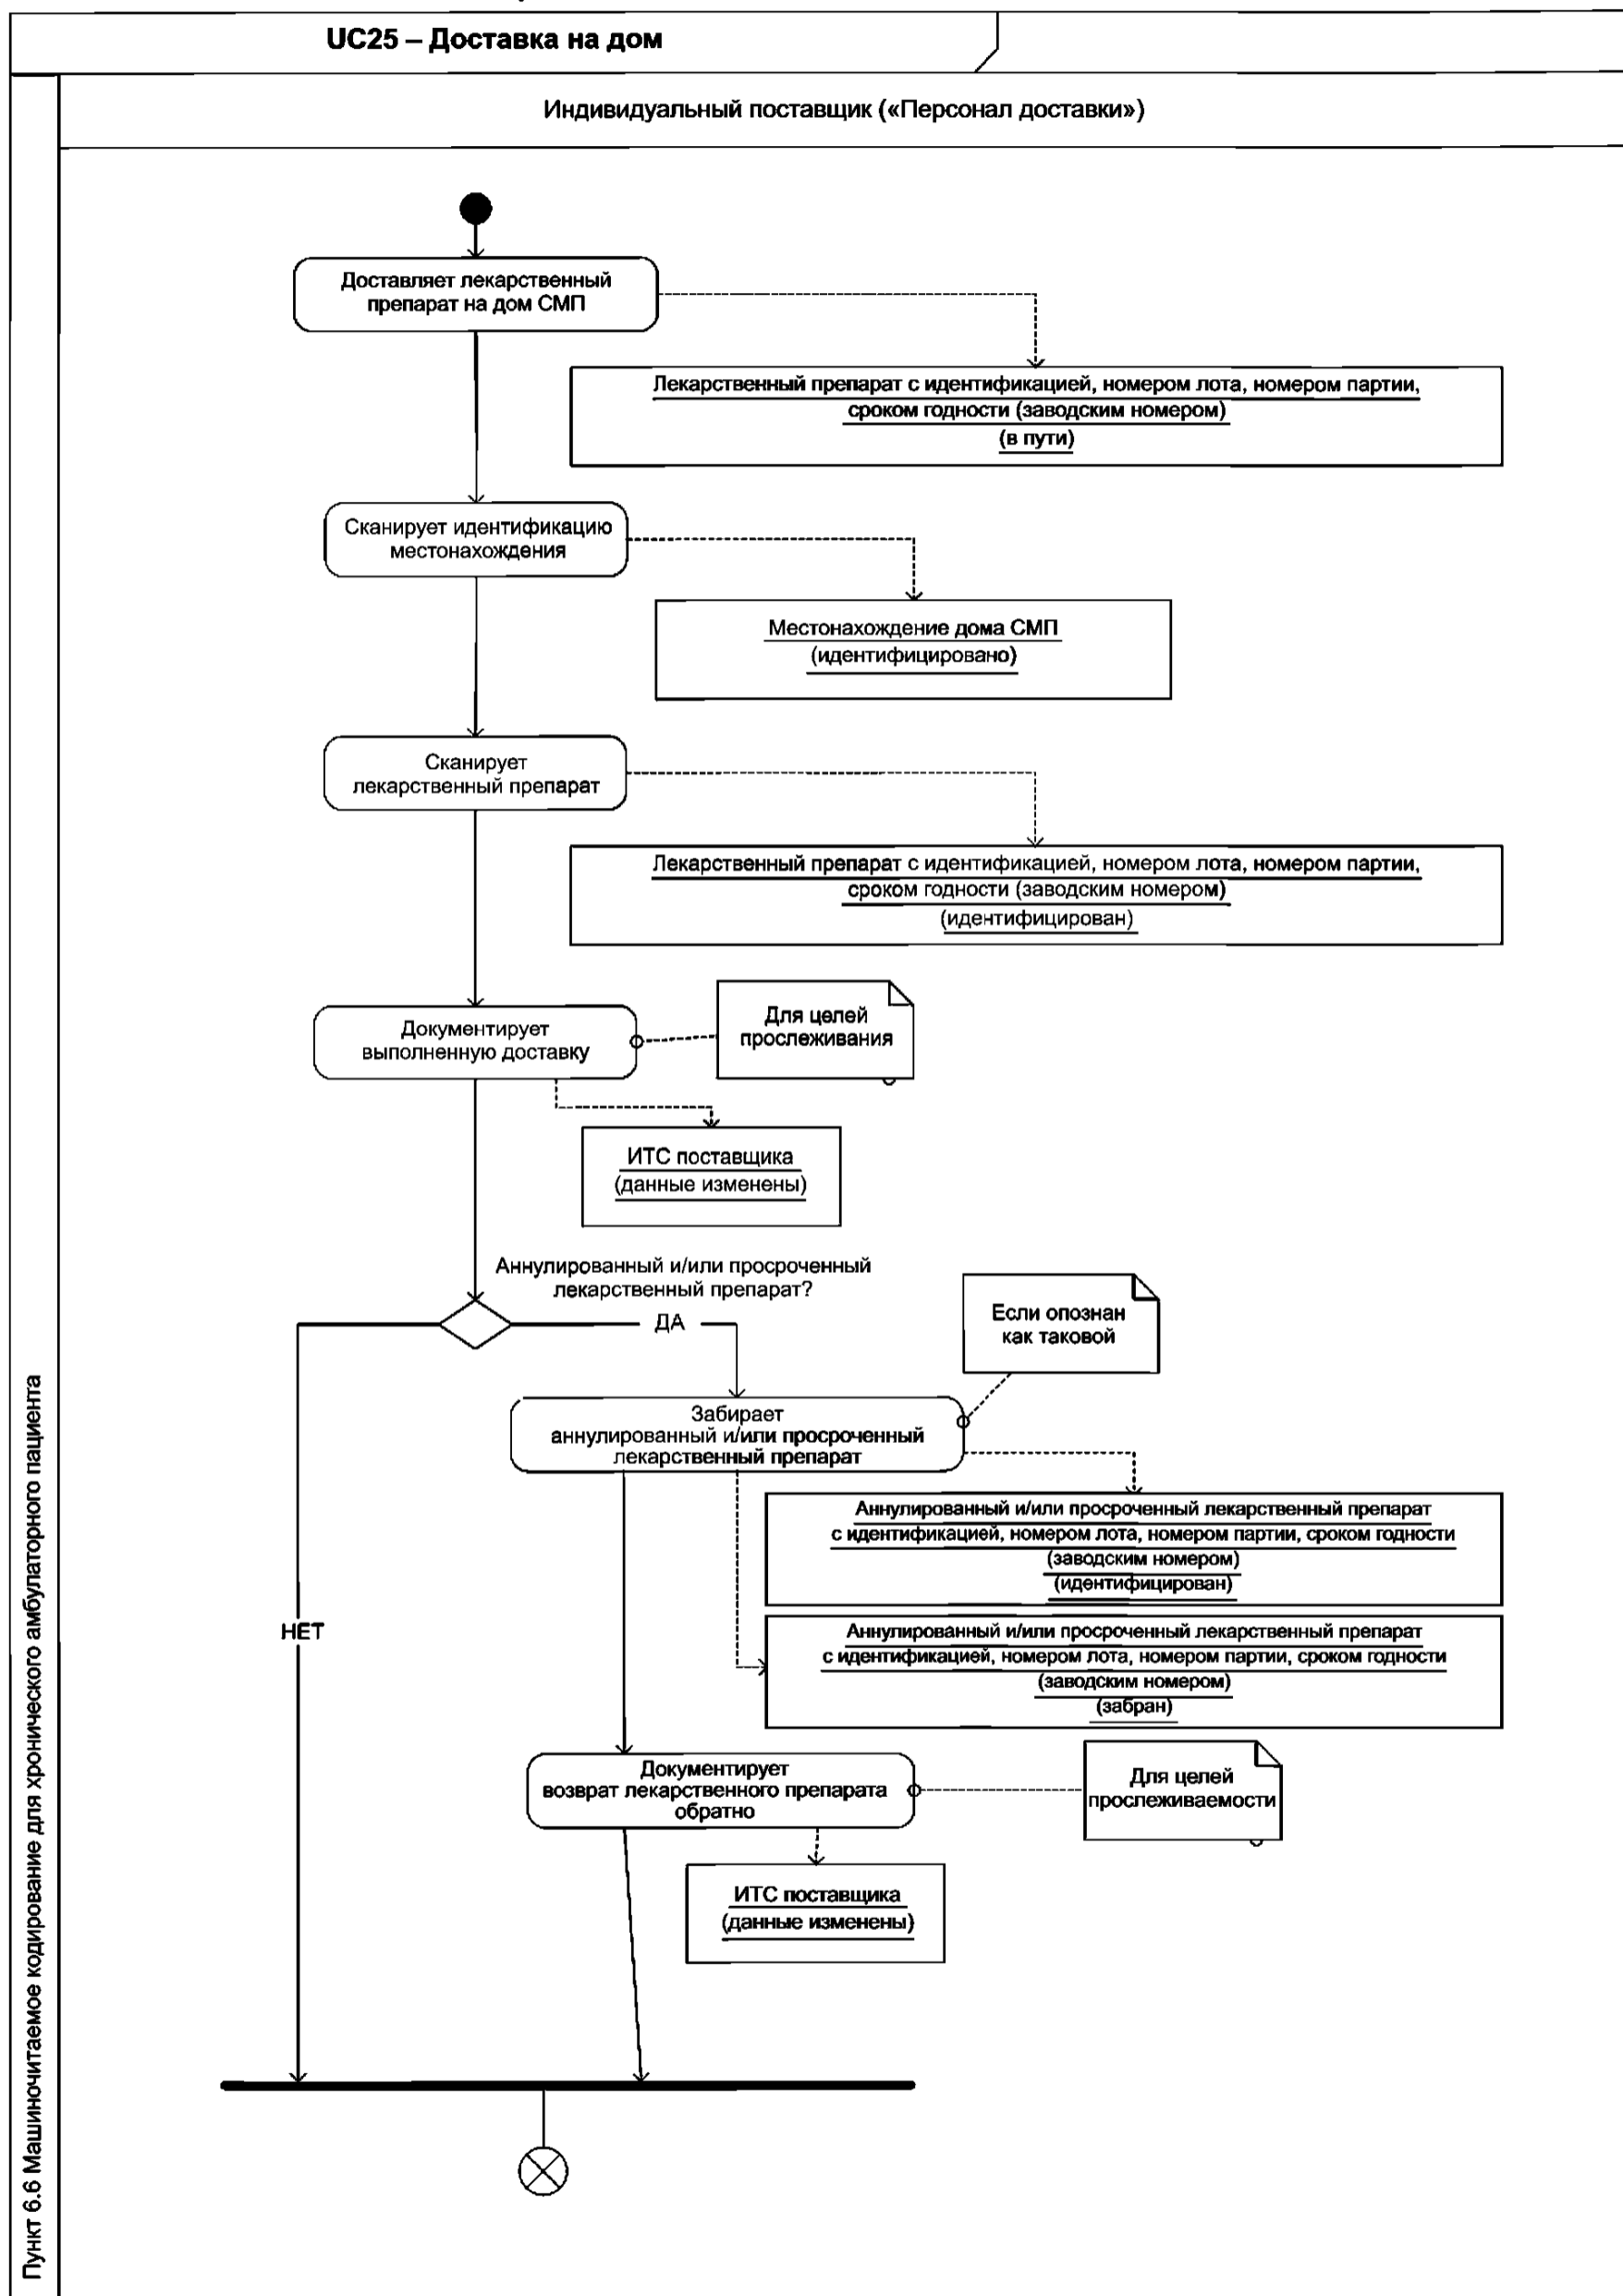 UC25 – Доставка на дом
Индивидуальный поставщик («Персонал доставки»)
Доставляет лекарственный
препарат на дом СМП
Лекарственный препарат с идентификацией, номером лота, номером партии,
сроком годности (заводским номером)
(в пути)
Сканирует идентификацию
местонахождения
Местонахождение дома СМП
(идентифицировано)
Сканирует
лекарственный препарат
Лекарственный препарат с идентификацией, номером лота, номером партии,
сроком годности (заводским номером)
(идентифицирован)
Документирует
выполненную доставку
Для целей
прослеживания
ИТС поставщика
(данные изменены)
Аннулированный и/или просроченный
лекарственный препарат?
ДА
Если опознан
как таковой
Забирает
аннулированный и/или просроченный
лекарственный препарат
Аннулированный и/или просроченный лекарственный препарат
с идентификацией, номером лота, номером партии, сроком годности
(заводским номером)
(идентифицирован)
НЕТ
Аннулированный и/или просроченный лекарственный препарат
с идентификацией, номером лота, номером партии, сроком годности
(заводским номером)
(забран)
Документирует
возврат лекарственного препарата
обратно
Для целей
прослеживаемости
ИТС поставщика
(данные изменены)
Пункт 6.6 Машиночитаемое кодирование для хронического амбулаторного пациента